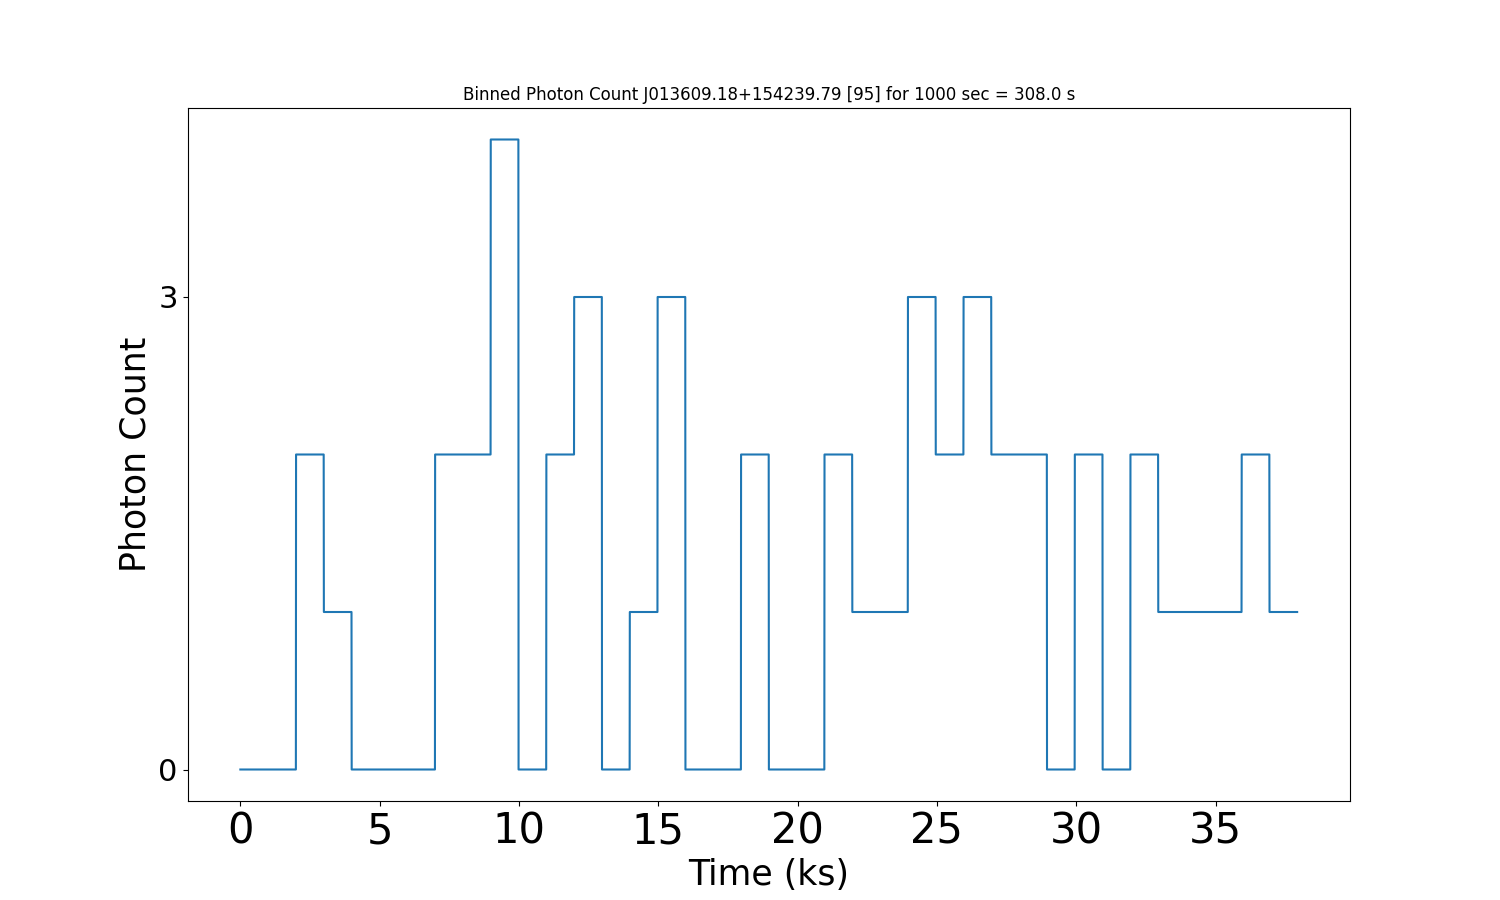 Binned Photon Count J013609.18+154239.79 [95] for 1000 sec = 308.0 s
Photon Count
3
0
0 5 10 15 20 25 30 35
Time (ks)